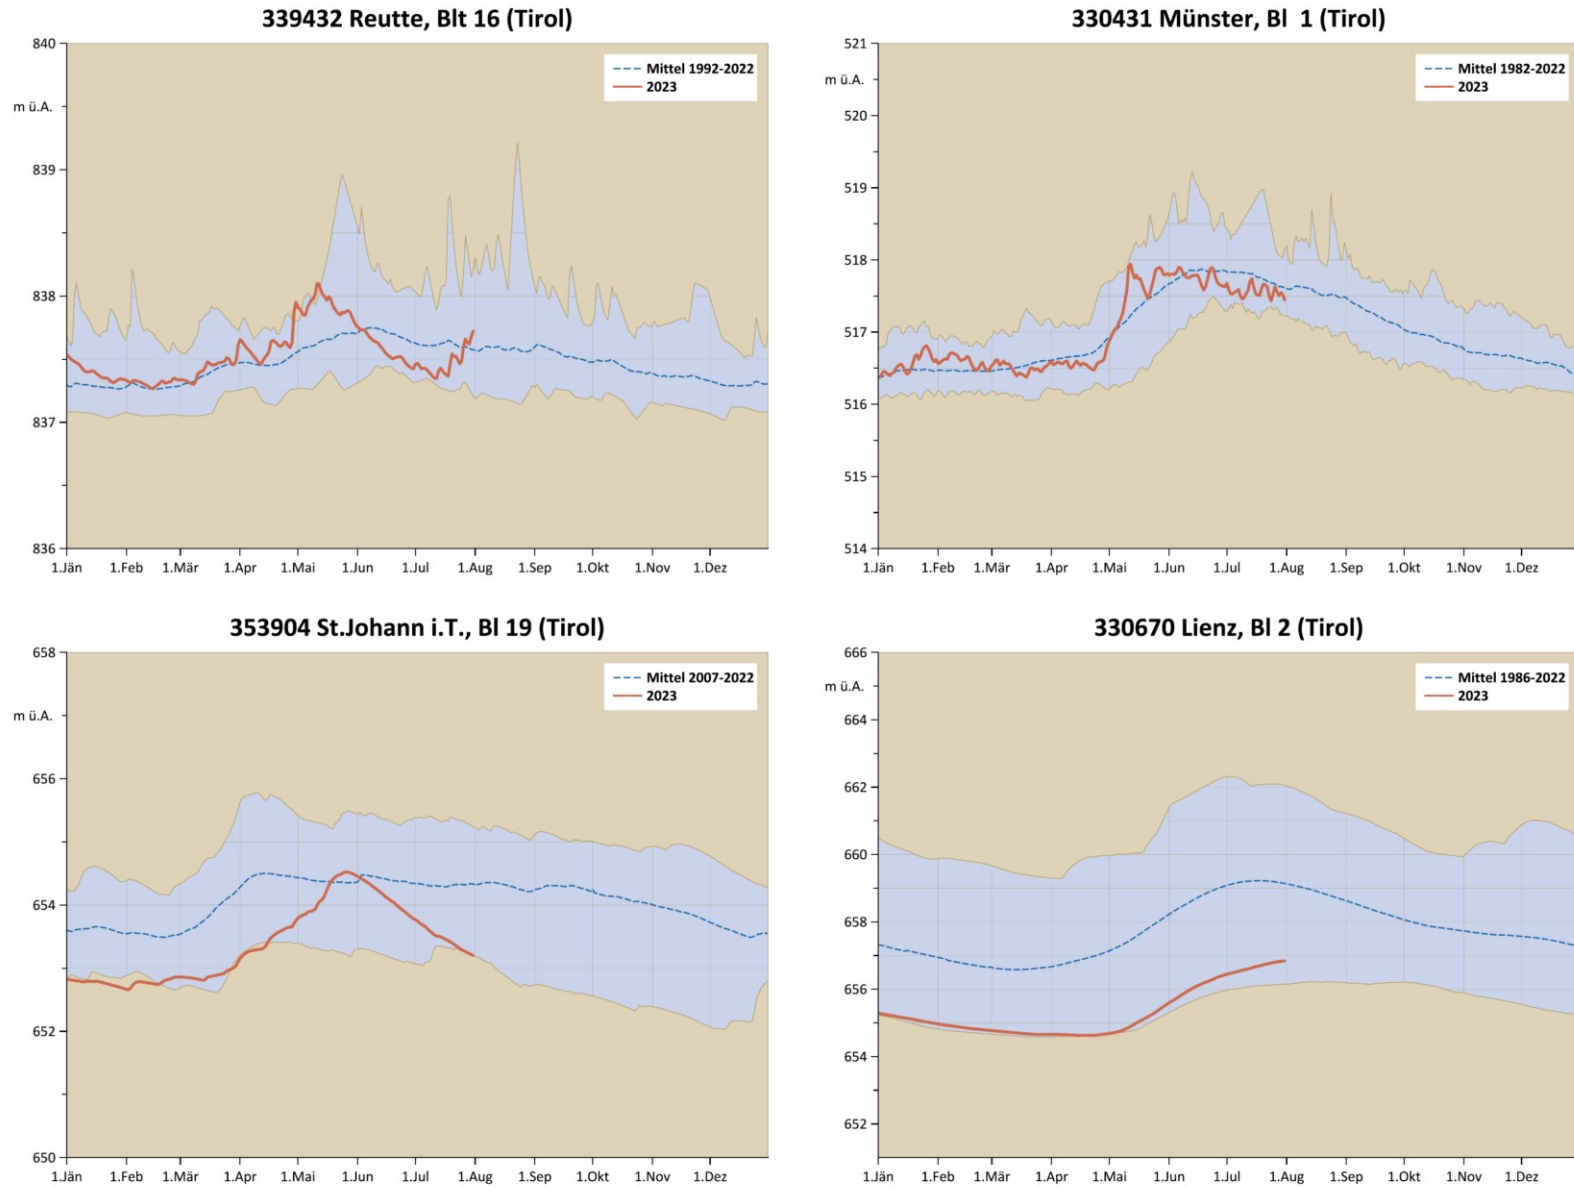 339432 Reutte, Blt 16 (Tirol)
840
m ü.A.
839
838
837
836
Mittel 1992-2022
2023
1.Jän 1.Feb 1.Mär 1.Apr 1.Mai 1.Jun 1.Jul 1.Aug 1.Sep 1.Okt 1.Nov 1.Dez
330431 Münster, Bl 1 (Tirol)
521
m ü.A.
520
519
518
517
516
515
514
Mittel 1982-2022
2023
1.Jän 1.Feb 1.Mär 1.Apr 1.Mai 1.Jun 1.Jul 1.Aug 1.Sep 1.Okt 1.Nov 1.Dez
353904 St.Johann i.T., Bl 19 (Tirol)
658
m ü.A.
656
654
652
650
Mittel 2007-2022
2023
1.Jän 1.Feb 1.Mär 1.Apr 1.Mai 1.Jun 1.Jul 1.Aug 1.Sep 1.Okt 1.Nov 1.Dez
330670 Lienz, Bl 2 (Tirol)
666
m ü.A.
664
662
660
658
656
654
652
Mittel 1986-2022
2023
1.Jän 1.Feb 1.Mär 1.Apr 1.Mai 1.Jun 1.Jul 1.Aug 1.Sep 1.Okt 1.Nov 1.Dez